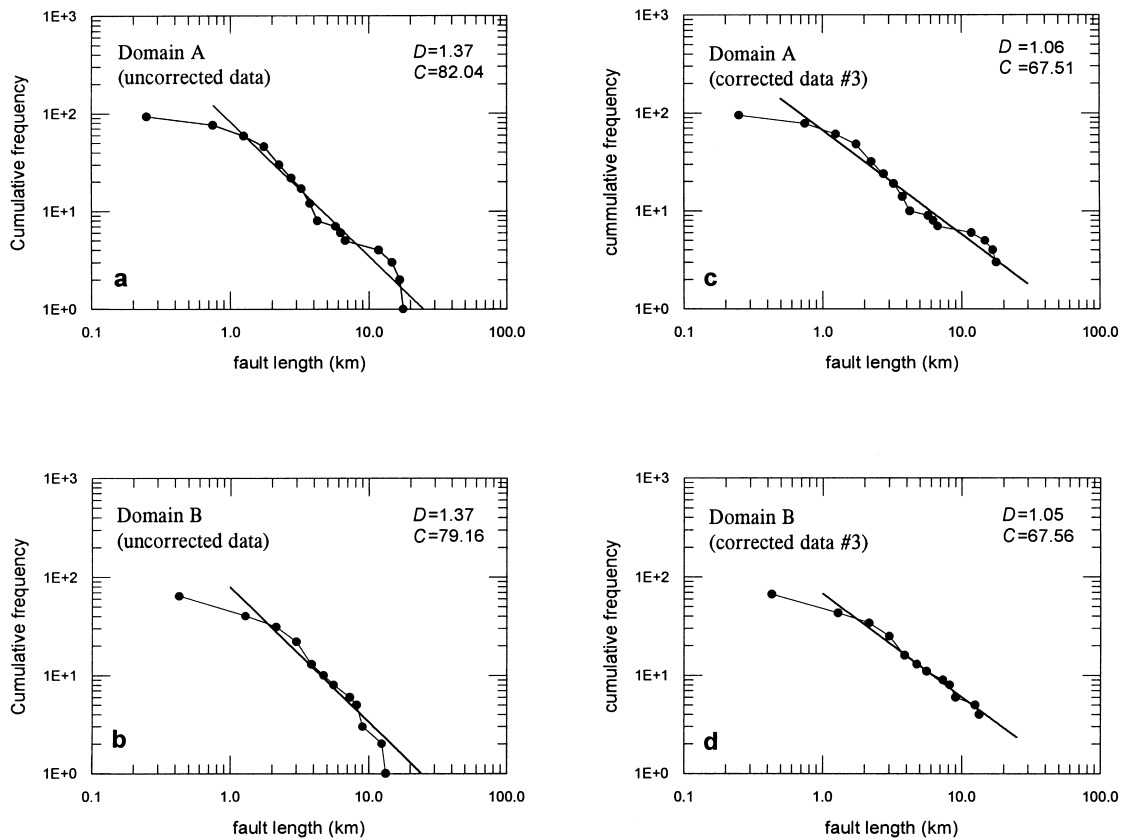 1E+3
Domain A
(uncorrected data)
D=1.37
C=82.04
1E+2
1E+1
1E+0
Cumulative frequency
a
0.1
1.0
10.0
100.0
fault length (km)
1E+3
Domain A
(corrected data #3)
D =1.06
C =67.51
1E+2
1E+1
1E+0
cummulative frequency
c
0.1
1.0
10.0
100.0
fault length (km)
1E+3
Domain B
(uncorrected data)
D=1.37
C=79.16
1E+2
1E+1
1E+0
Cumulative frequency
b
0.1
1.0
10.0
100.0
fault length (km)
1E+3
Domain B
(corrected data #3)
D=1.05
C=67.56
1E+2
1E+1
1E+0
cumulative frequency
d
0.1
1.0
10.0
100.0
fault length (km)